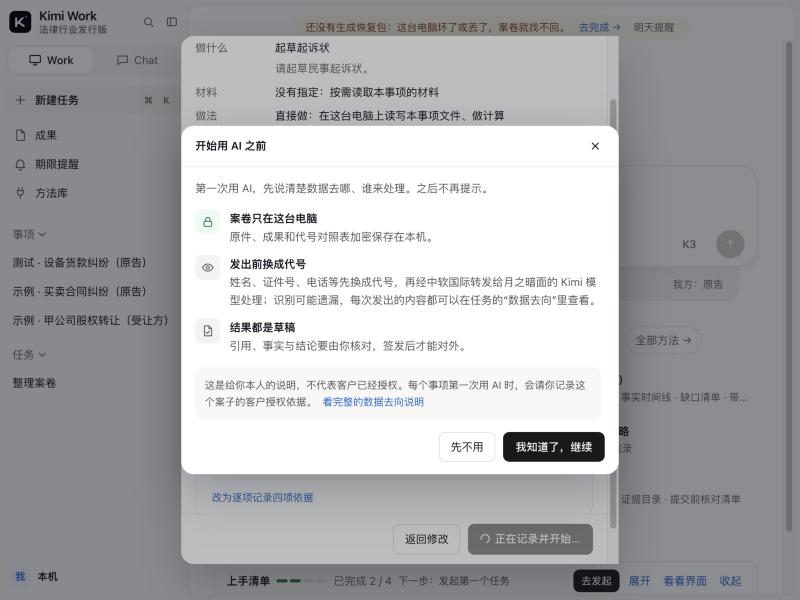 Kimi Work
法律行业发行版
Work
Chat
新建任务
⌘ K
成果
期限提醒
方法库
事项
测试 · 设备货款纠纷（原告）
示例 · 买卖合同纠纷（原告）
示例 · 甲公司股权转让（受让方）
任务
整理案卷
我 本机
还没有生成恢复包：这台电脑坏了或丢了，案卷就找不回。 去完成 → 明天提醒
做什么 起草起诉状
请起草民事起诉状。
材料 没有指定：按需读取本事项的材料
做法 直接做：在这台电脑上读写本事项文件、做计算
开始用 AI 之前
第一次用 AI，先说清楚数据去哪、谁来处理。之后不再提示。
案卷只在这台电脑
原件、成果和代号对照表加密保存在本机。
发出前换成代号
姓名、证件号、电话等先换成代号，再经中软国际转发给月之暗面的 Kimi 模
型处理；识别可能遗漏，每次发出的内容都可以在任务的“数据去向”里查看。
结果都是草稿
引用、事实与结论要由你核对，签发后才能对外。
这是给你本人的说明，不代表客户已经授权。每个事项第一次用 AI 时，会请你记录这
个案子的客户授权依据。 看完整的数据去向说明
先不用
我知道了，继续
改为逐项记录四项依据
返回修改
正在记录并开始...
K3
我方：原告
全部方法 →
事实时间线 · 缺口清单 · 带...
略
证据目录 · 提交前核对清单
上手清单 已完成 2 / 4 下一步：发起第一个任务
去发起 展开 看看界面 收起